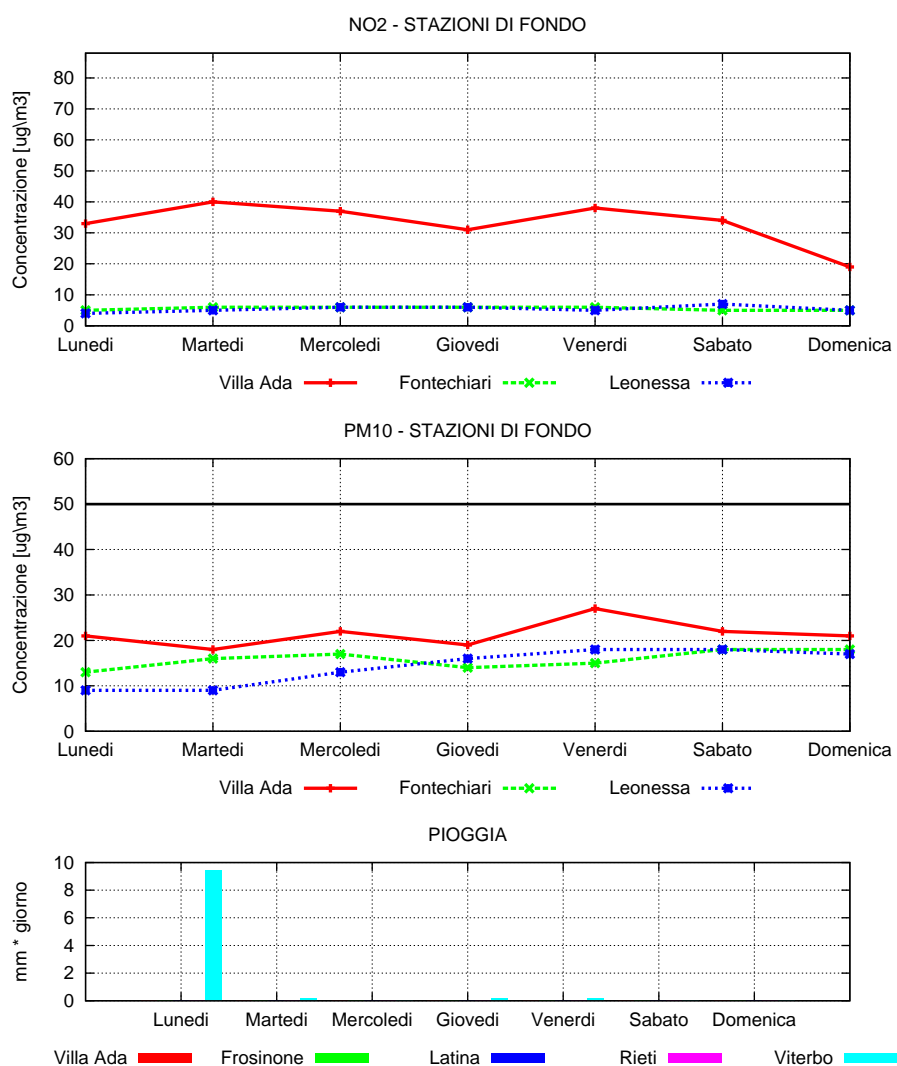 NO2 - STAZIONI DI FONDO
Concentrazione [ug\m3]
80
70
60
50
40
30
20
10
0
Lunedi Martedi Mercoledi Giovedi Venerdi Sabato Domenica
Villa Ada Fontechiari Leonessa
PM10 - STAZIONI DI FONDO
Concentrazione [ug\m3]
60
50
40
30
20
10
0
Lunedi Martedi Mercoledi Giovedi Venerdi Sabato Domenica
Villa Ada Fontechiari Leonessa
PIOGGIA
mm * giorno
10
8
6
4
2
0
Lunedi Martedi Mercoledi Giovedi Venerdi Sabato Domenica
Villa Ada Frosinone Latina Rieti Viterbo